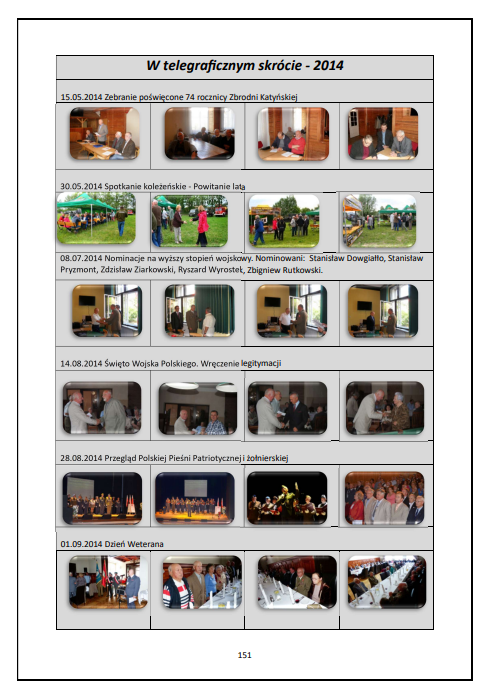 W telegraficznym skrócie - 2014
15.05.2014 Zebranie poświęcone 74 rocznicy Zbrodni Katyńskiej
30.05.2014 Spotkanie koleżeńskie - Powitanie lata
08.07.2014 Nominacje na wyższy stopień wojskowy. Nominowani: Stanisław Dowgiałło, Stanisław
Pryzmont, Zdzisław Ziarkowski, Ryszard Wyrostek, Zbigniew Rutkowski.
14.08.2014 Święto Wojska Polskiego. Wręczenie legitymacji
28.08.2014 Przegląd Polskiej Pieśni Patriotycznej i żołnierskiej
01.09.2014 Dzień Weterana
151